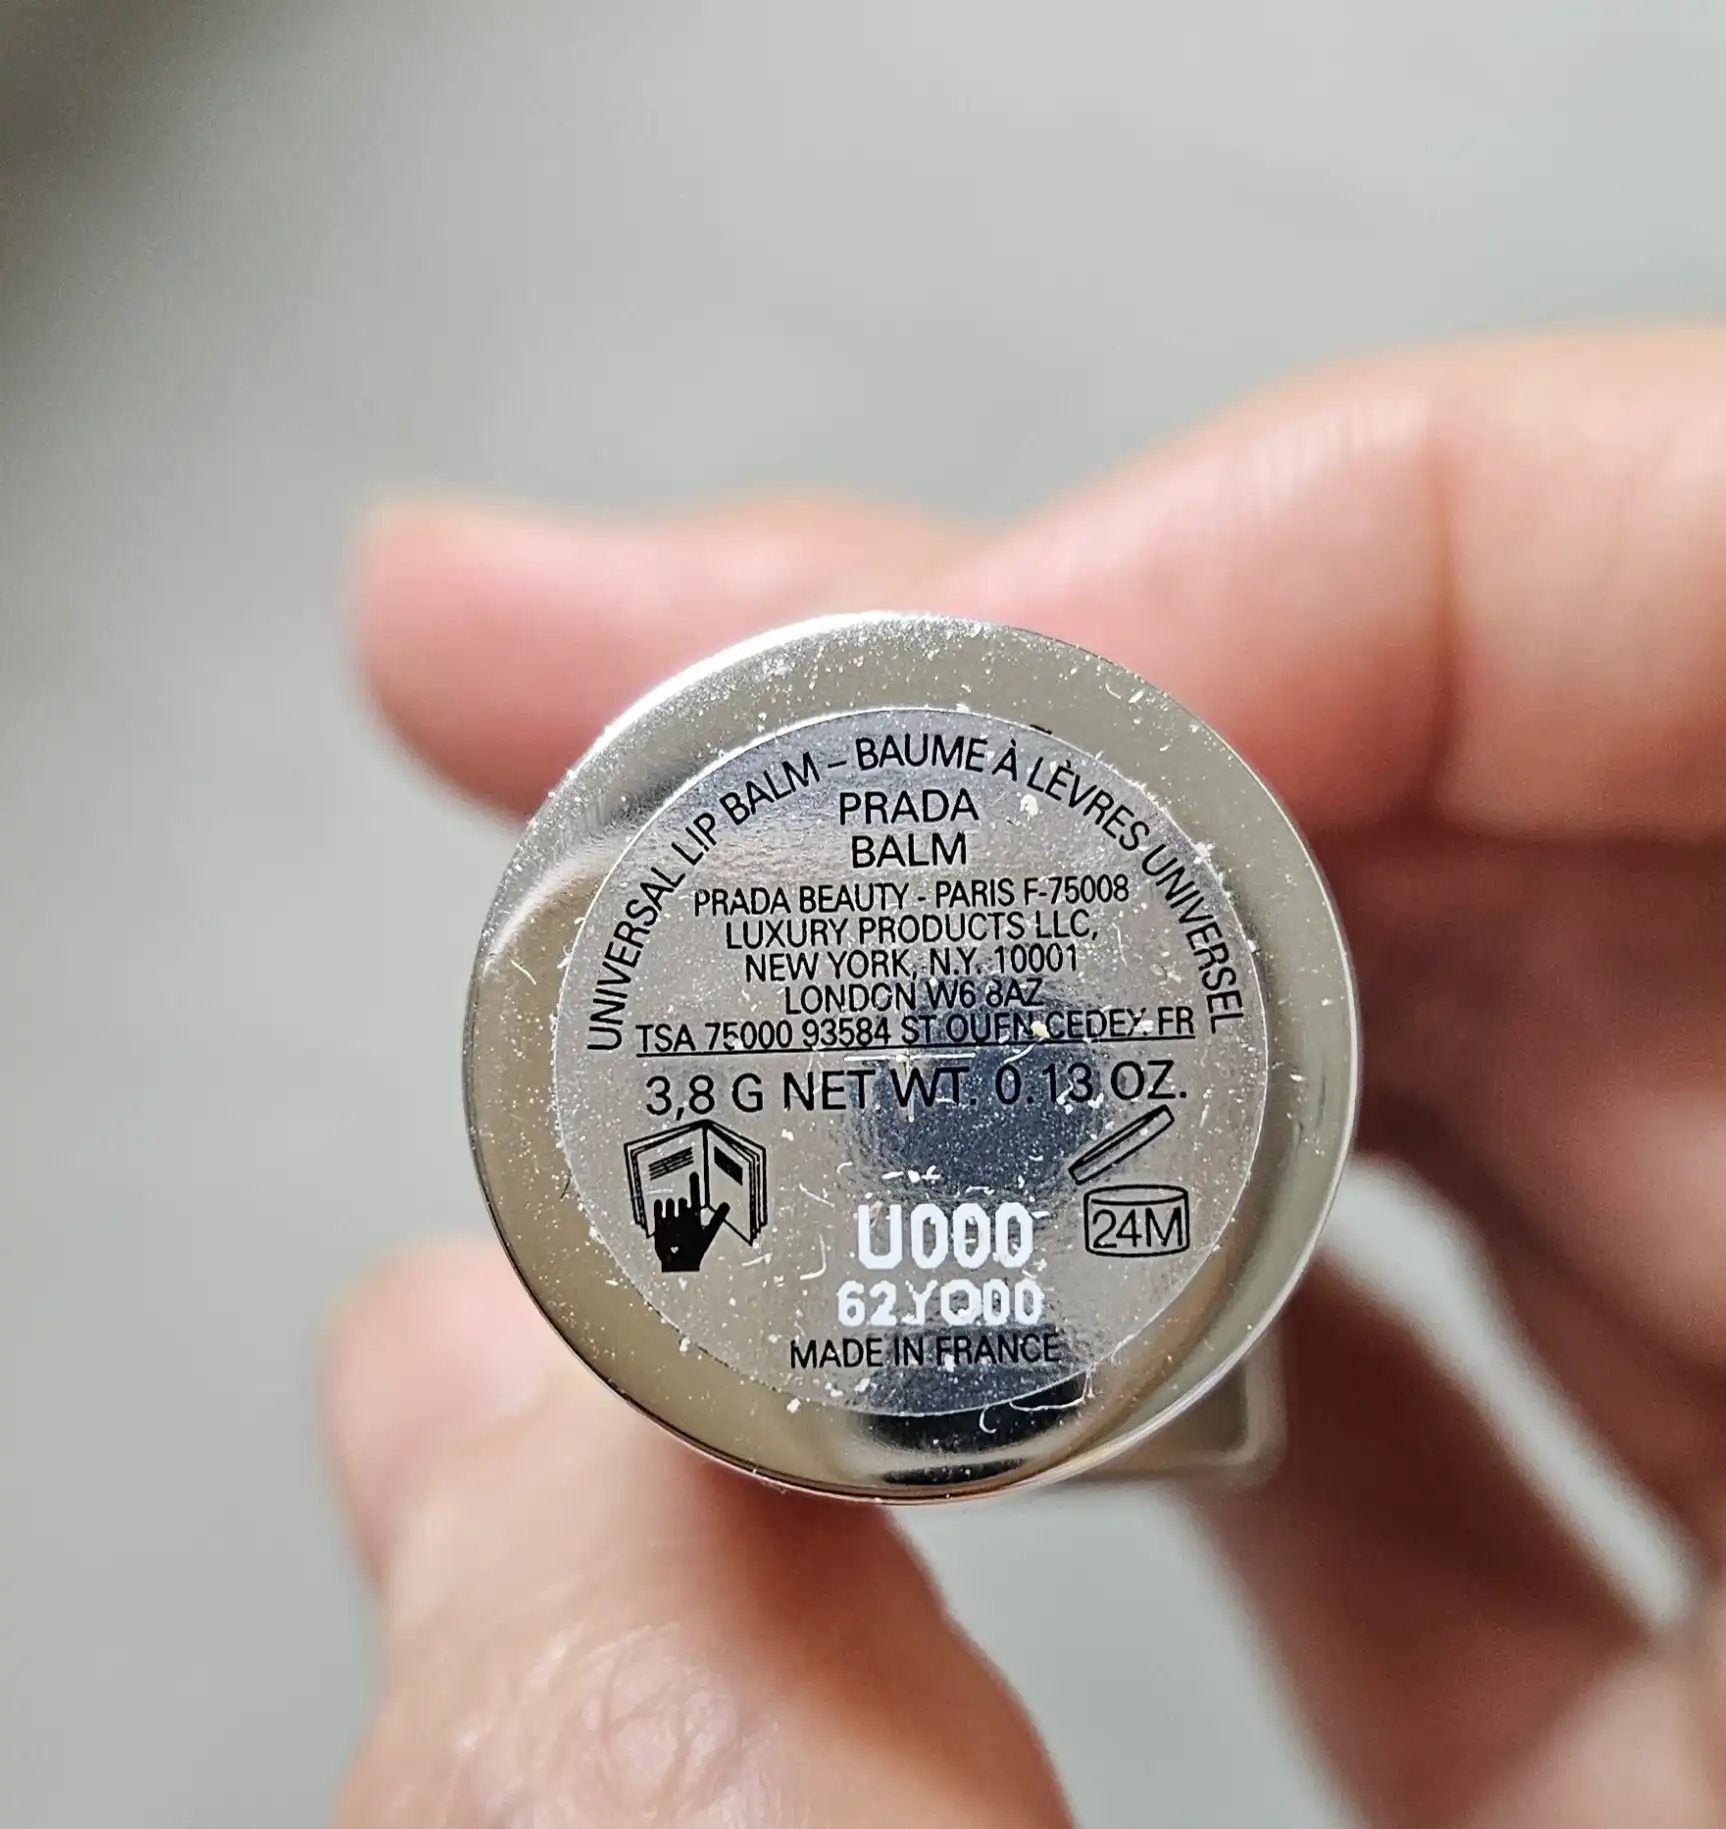 UNIVERSAL LIP BALM – BAUME À LÈVRES UNIVERSEL
PRADA
BALM
PRADA BEAUTY - PARIS F-75008
LUXURY PRODUCTS LLC,
NEW YORK, N.Y. 10001
LONDON W6 8AZ
TSA 75000 93584 ST OUEN CEDEX FR
3,8 G NET WT. 0.13 OZ.
24M
U000
62YQ00
MADE IN FRANCE